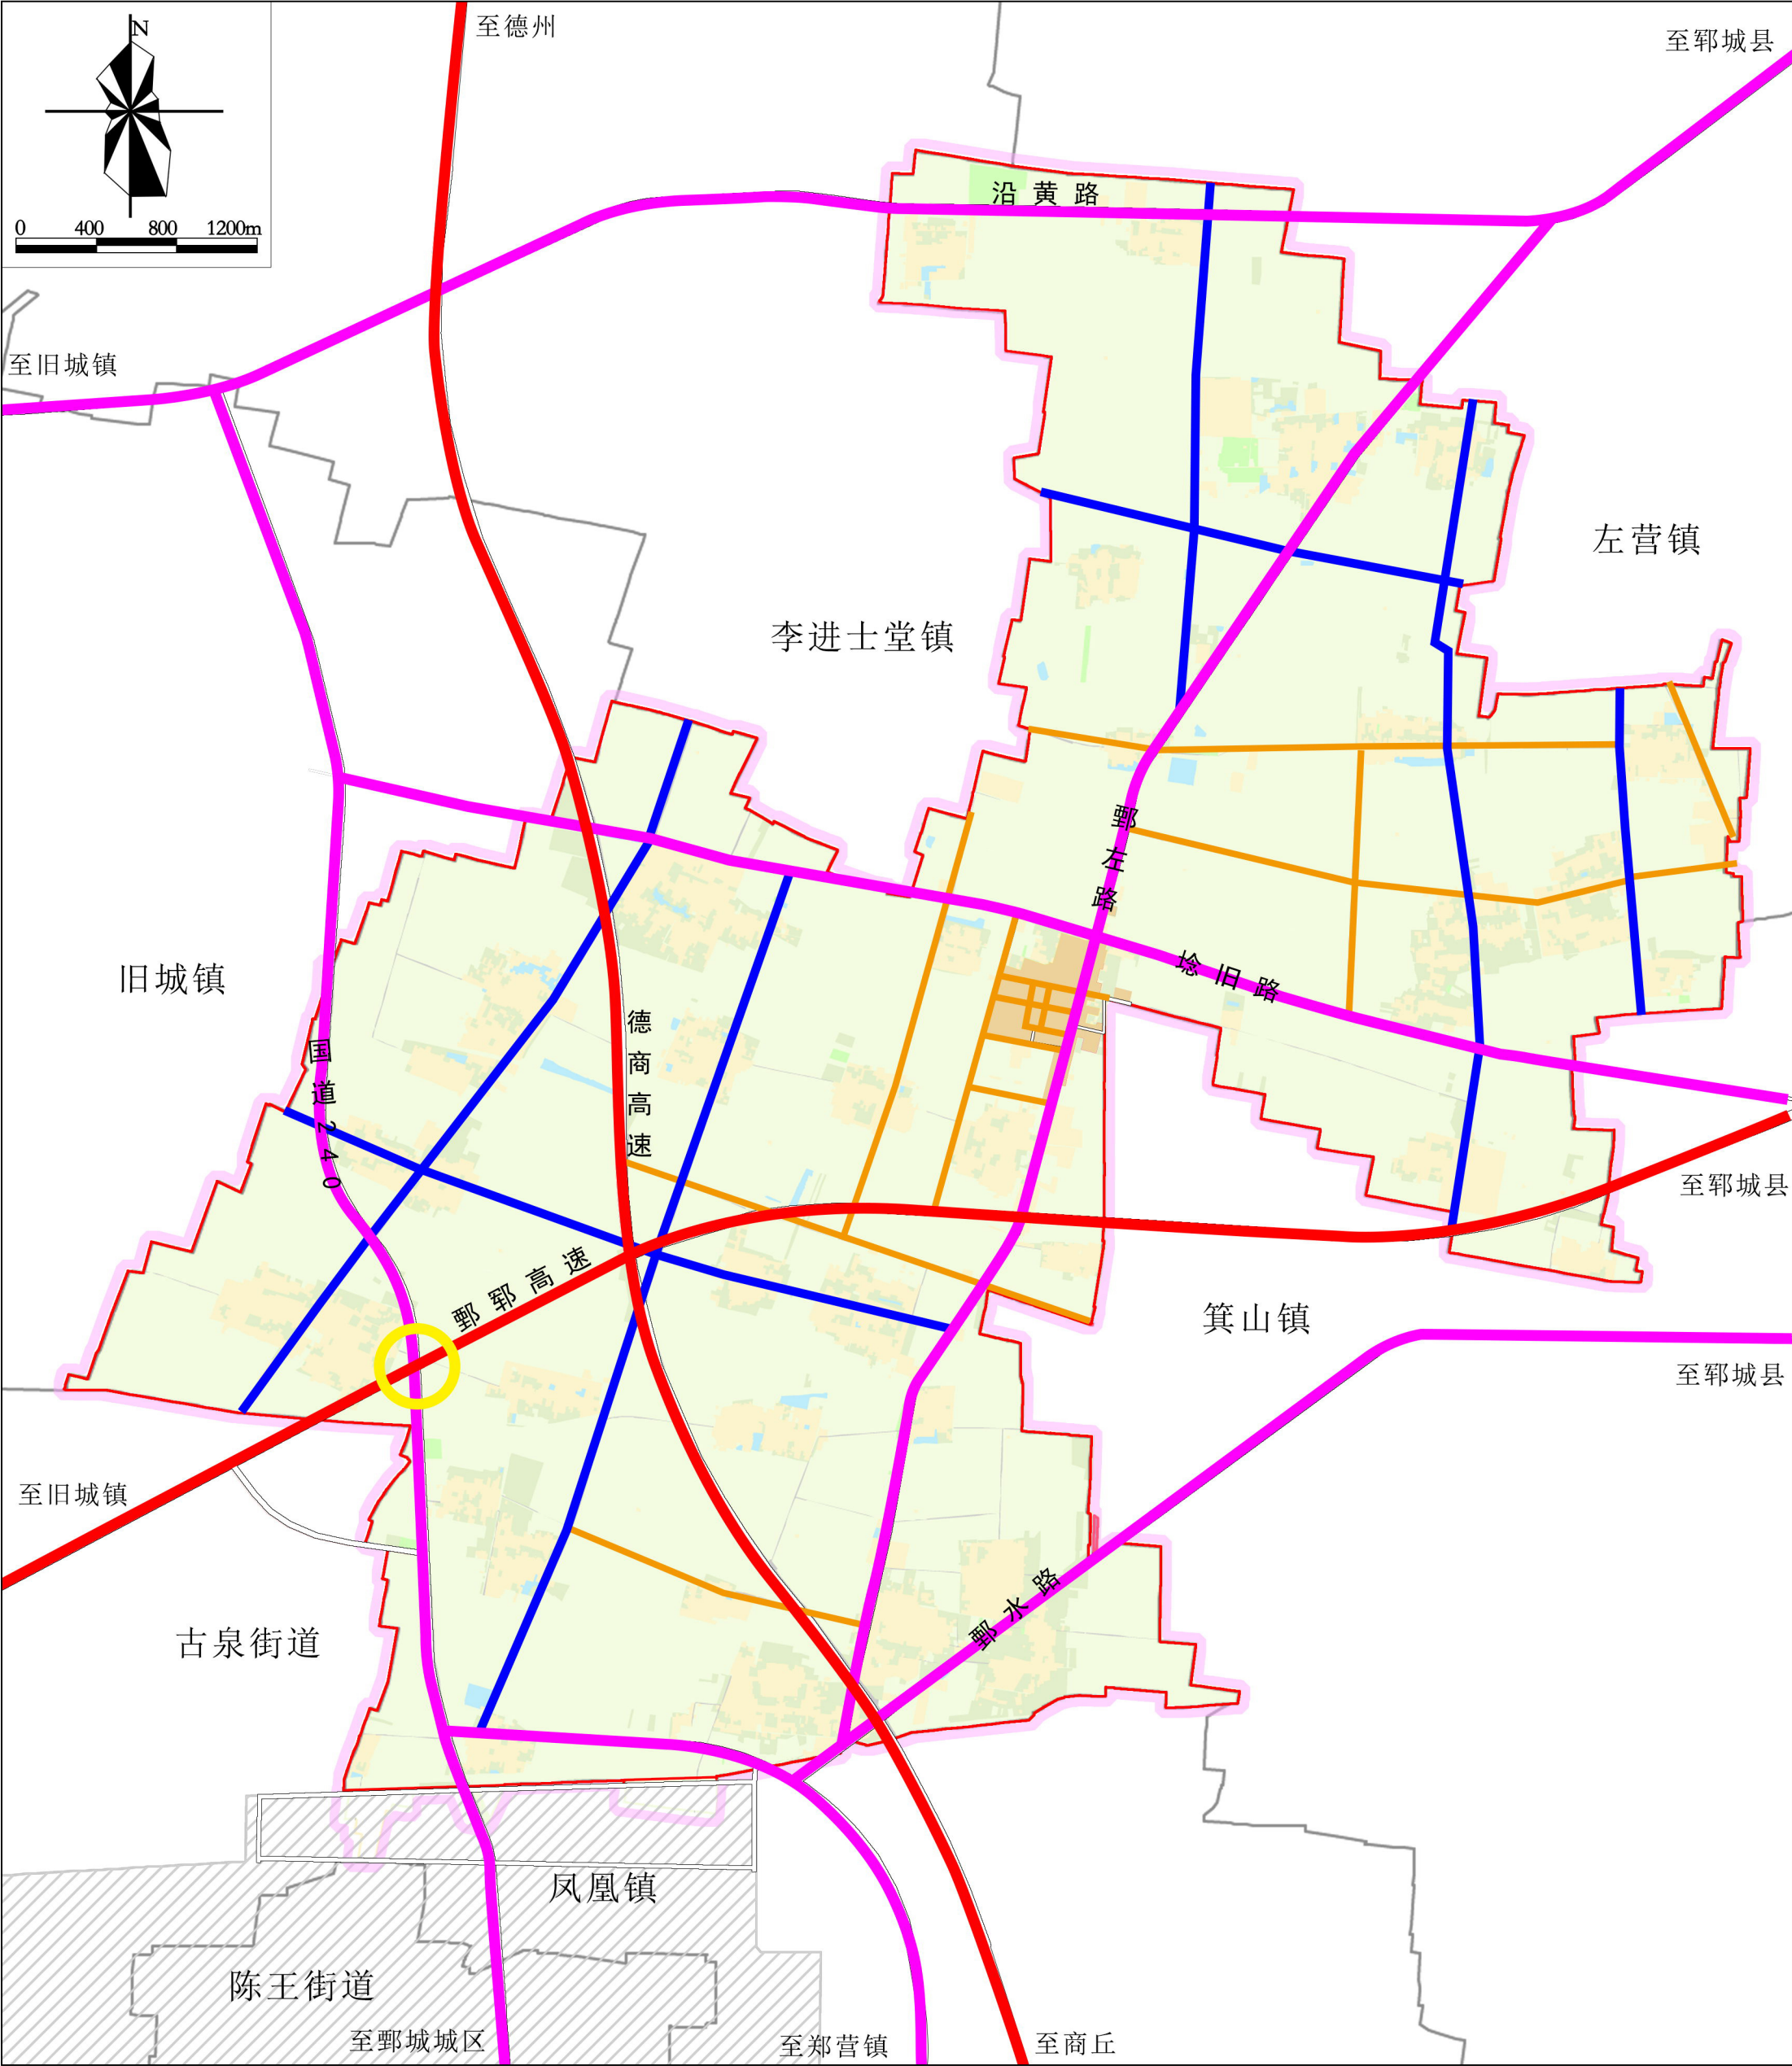 N
至德州
至郓城县
沿黄路
0 400 800 1200m
至旧城镇
左营镇
李进士堂镇
鄄左路
埝旧路
旧城镇
德商高速
国道240
至郓城县
鄄郓高速
箕山镇
至郓城县
至旧城镇
鄄水路
古泉街道
凤凰镇
陈王街道
至鄄城城区
至郑营镇
至商丘